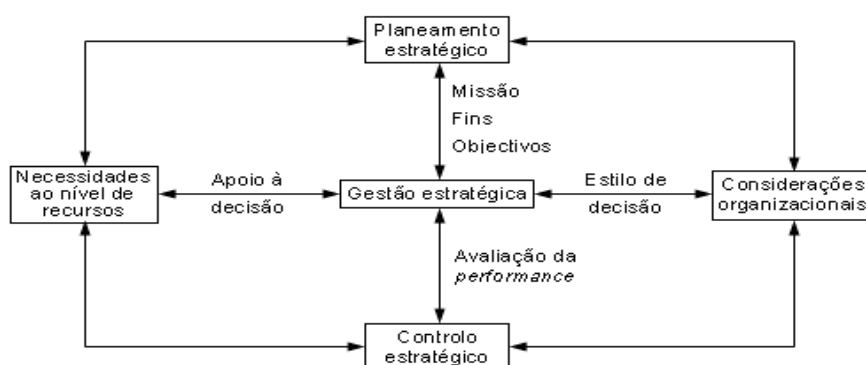 Planeamento
estratégico
Missão
Fins
Objectivos
Necessidades
ao nível de
recursos
Apoio à
decisão
Gestão estratégica
Estilo de
decisão
Considerações
organizacionais
Avaliação da
performance
Controlo
estratégico